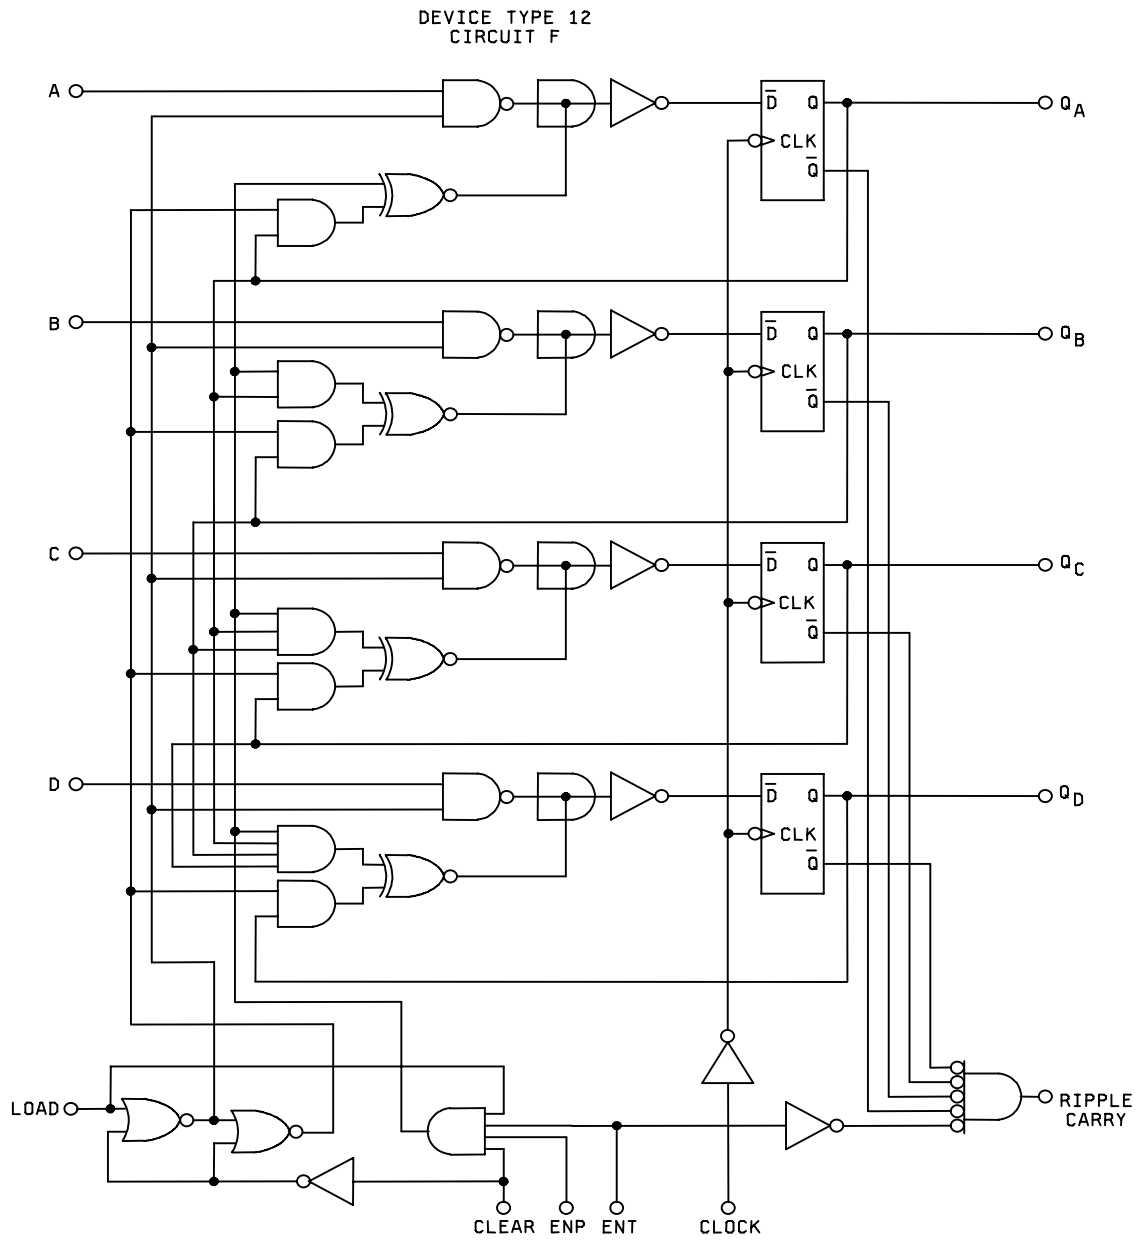 DEVICE TYPE 12
CIRCUIT F
A
D̅ Q
CLK
Q̅
QA
B
D̅ Q
CLK
Q̅
QB
C
D̅ Q
CLK
Q̅
QC
D
D̅ Q
CLK
Q̅
QD
LOAD
RIPPLE
CARRY
CLEAR ENP ENT CLOCK